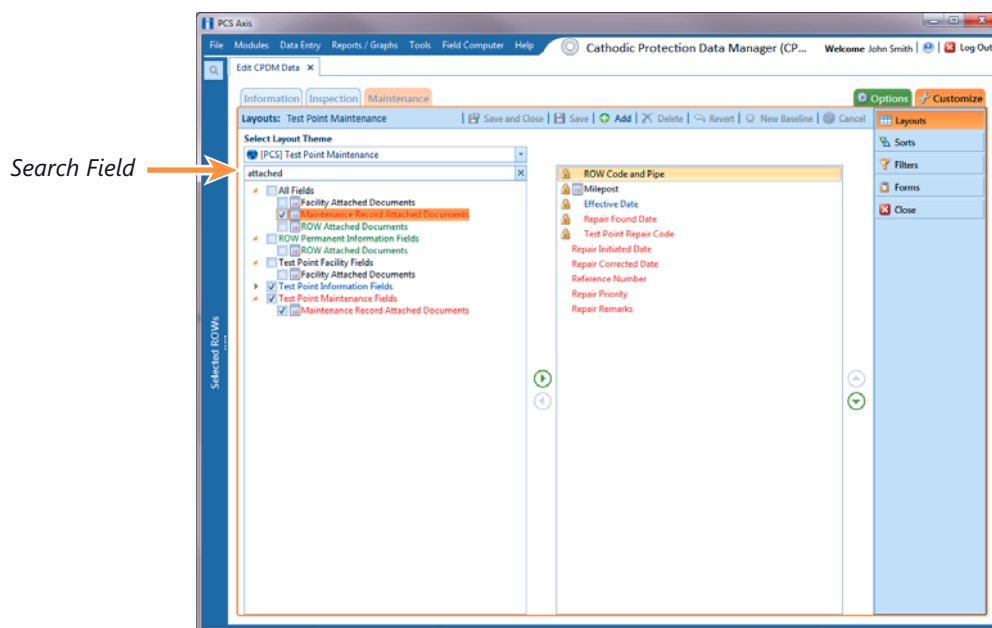 PCS Axis
File Modules Data Entry Reports / Graphs Tools Field Computer Help Cathodic Protection Data Manager (CP... Welcome John Smith Log Out
Edit CPDM Data
Information Inspection Maintenance Options Customize
Layouts: Test Point Maintenance Save and Close Save Add Delete Revert New Baseline Cancel
Select Layout Theme
[PCS] Test Point Maintenance
Search Field
attached
All Fields
Facility Attached Documents
Maintenance Record Attached Documents
ROW Attached Documents
ROW Permanent Information Fields
ROW Attached Documents
Test Point Facility Fields
Facility Attached Documents
Test Point Information Fields
Test Point Maintenance Fields
Maintenance Record Attached Documents
ROW Code and Pipe
Milepost
Effective Date
Repair Found Date
Test Point Repair Code
Repair Initiated Date
Repair Corrected Date
Reference Number
Repair Priority
Repair Remarks
Layouts
Sorts
Filters
Forms
Close
Selected ROWs